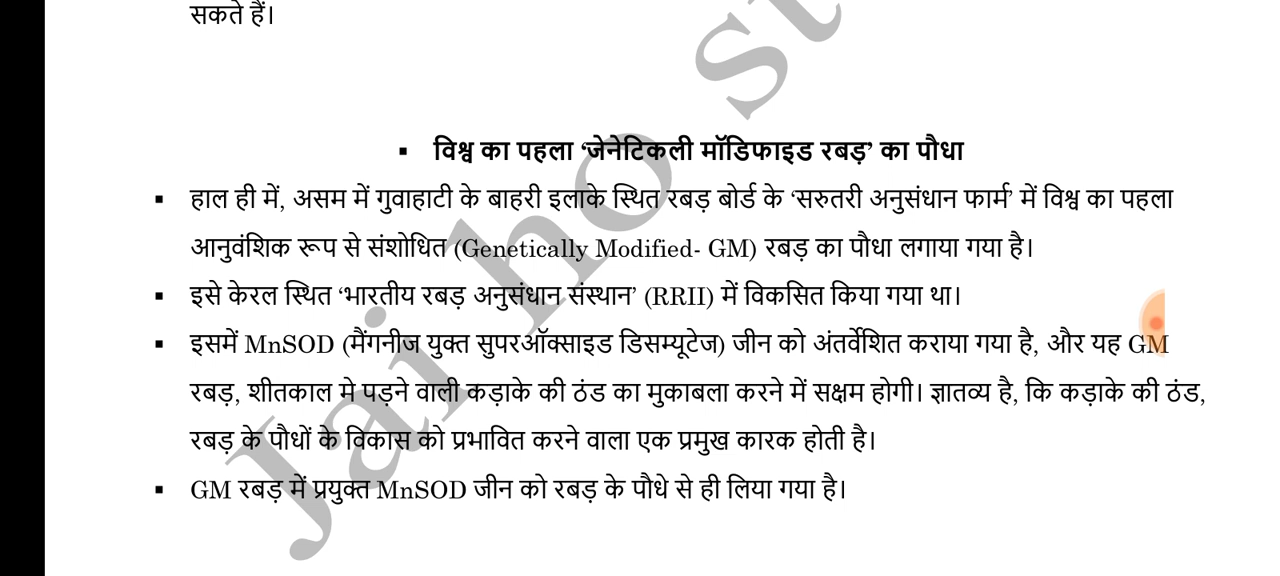 सकते हैं।
▪ विश्व का पहला ‘जेनेटिकली मॉडिफाइड रबड़’ का पौधा
▪ हाल ही में, असम में गुवाहाटी के बाहरी इलाके स्थित रबड़ बोर्ड के ‘सरुतरी अनुसंधान फार्म’ में विश्व का पहला
आनुवंशिक रूप से संशोधित (Genetically Modified- GM) रबड़ का पौधा लगाया गया है।
▪ इसे केरल स्थित ‘भारतीय रबड़ अनुसंधान संस्थान’ (RRII) में विकसित किया गया था।
▪ इसमें MnSOD (मैंगनीज युक्त सुपरऑक्साइड डिसम्यूटेज) जीन को अंतर्वेशित कराया गया है, और यह GM
रबड़, शीतकाल मे पड़ने वाली कड़ाके की ठंड का मुकाबला करने में सक्षम होगी। ज्ञातव्य है, कि कड़ाके की ठंड,
रबड़ के पौधों के विकास को प्रभावित करने वाला एक प्रमुख कारक होती है।
▪ GM रबड़ में प्रयुक्त MnSOD जीन को रबड़ के पौधे से ही लिया गया है।
Jai ho st